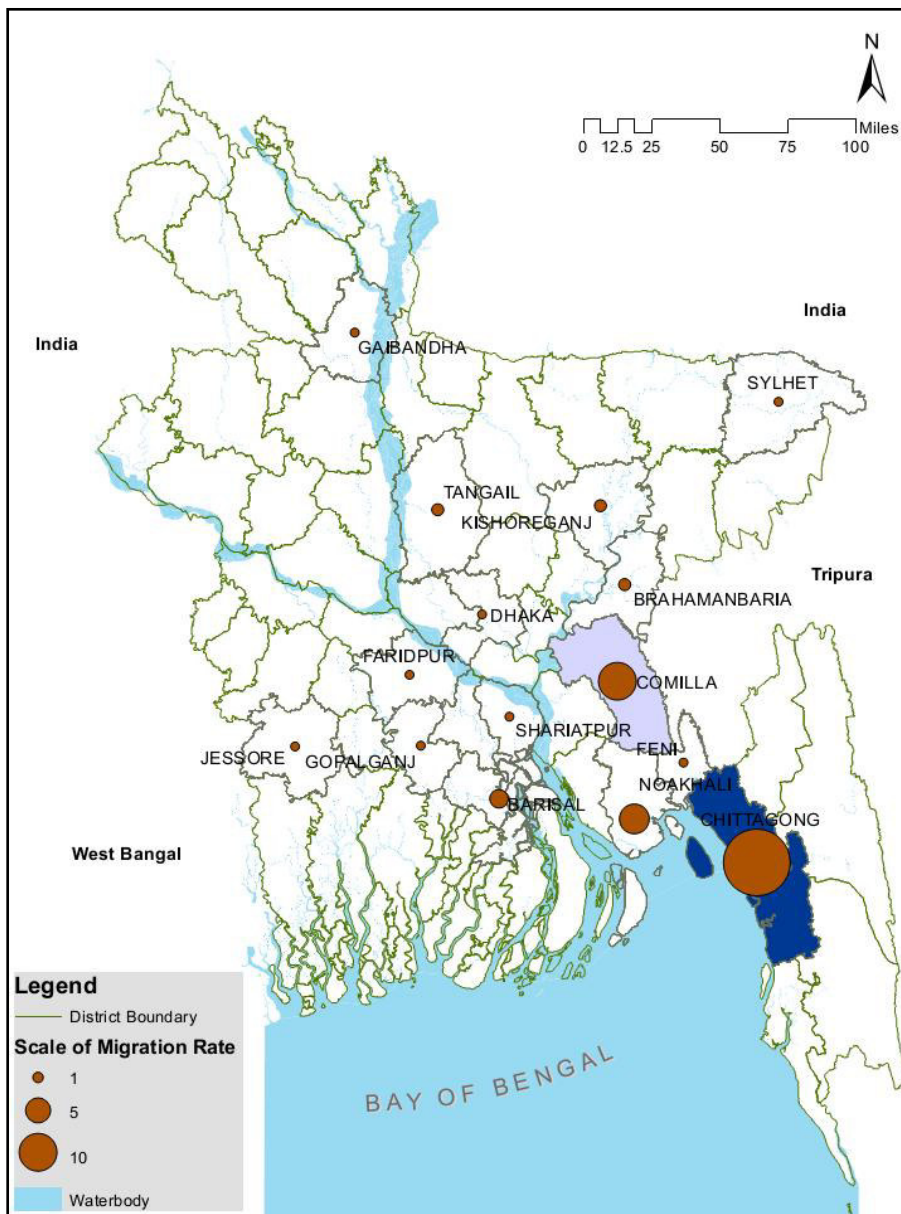 N
Miles
0 12.5 25 50 75 100
India
India
GAIBANDHA
SYLHET
TANGAIL
KISHOREGANJ
Tripura
BRAHAMANBARIA
DHAKA
FARIDPUR
COMILLA
SHARIATPUR
JESSORE
GOPALGANJ
FENI
NOAKHALI
BARISAL
CHITTAGONG
West Bangal
Legend
District Boundary
Scale of Migration Rate
1
5
10
Waterbody
BAY OF BENGAL